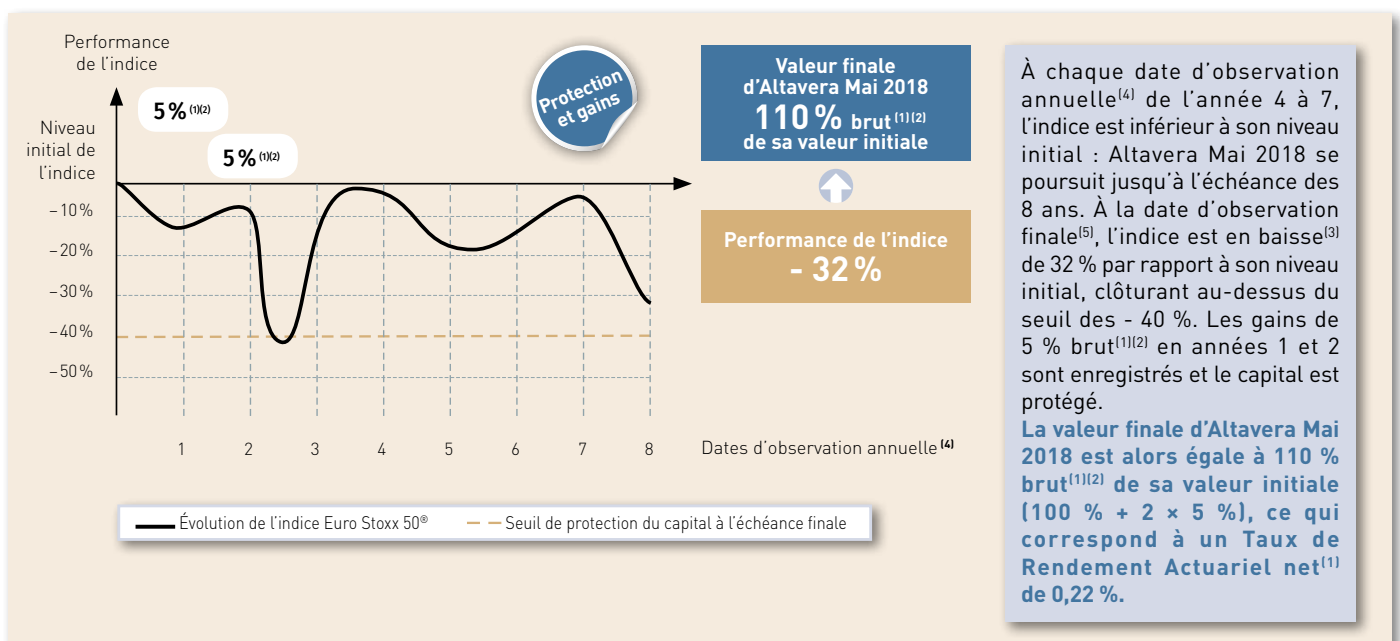 Performance
de l’indice
5 % (1)(2)
Niveau
initial de
l’indice
5 % (1)(2)
– 10 %
– 20 %
– 30 %
– 40 %
– 50 %
1 2 3 4 5 6 7 8 Dates d’observation annuelle (4)
Évolution de l’indice Euro Stoxx 50® Seuil de protection du capital à l’échéance finale
Protection
et gains
Valeur finale
d’Altavera Mai 2018
110 % brut (1)(2)
de sa valeur initiale
Performance de l’indice
- 32 %
À chaque date d’observation
annuelle(4) de l’année 4 à 7,
l’indice est inférieur à son niveau
initial : Altavera Mai 2018 se
poursuit jusqu’à l’échéance des
8 ans. À la date d’observation
finale(5), l’indice est en baisse(3)
de 32 % par rapport à son niveau
initial, clôturant au-dessus du
seuil des - 40 %. Les gains de
5 % brut(1)(2) en années 1 et 2
sont enregistrés et le capital est
protégé.
La valeur finale d’Altavera Mai
2018 est alors égale à 110 %
brut(1)(2) de sa valeur initiale
(100 % + 2 × 5 %), ce qui
correspond à un Taux de
Rendement Actuariel net(1)
de 0,22 %.